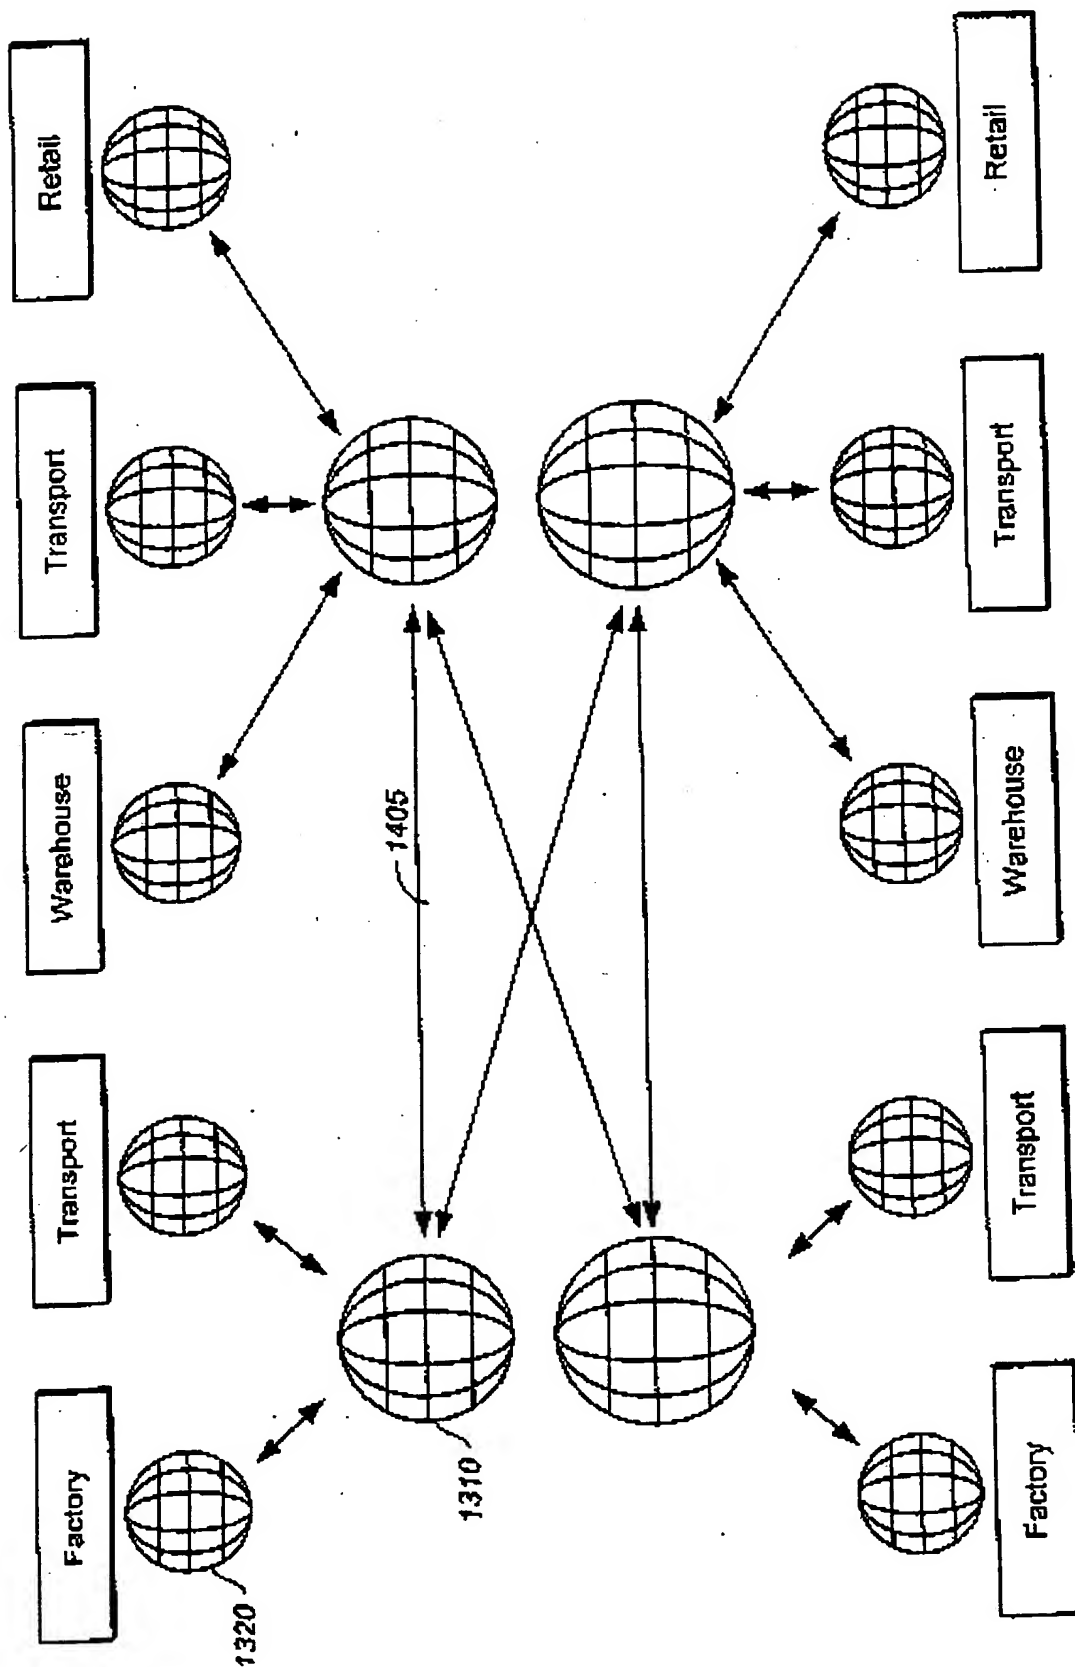 Factory
Transport
Warehouse
Transport
Retail
1320
1405
1310
Factory
Transport
Warehouse
Transport
Retail